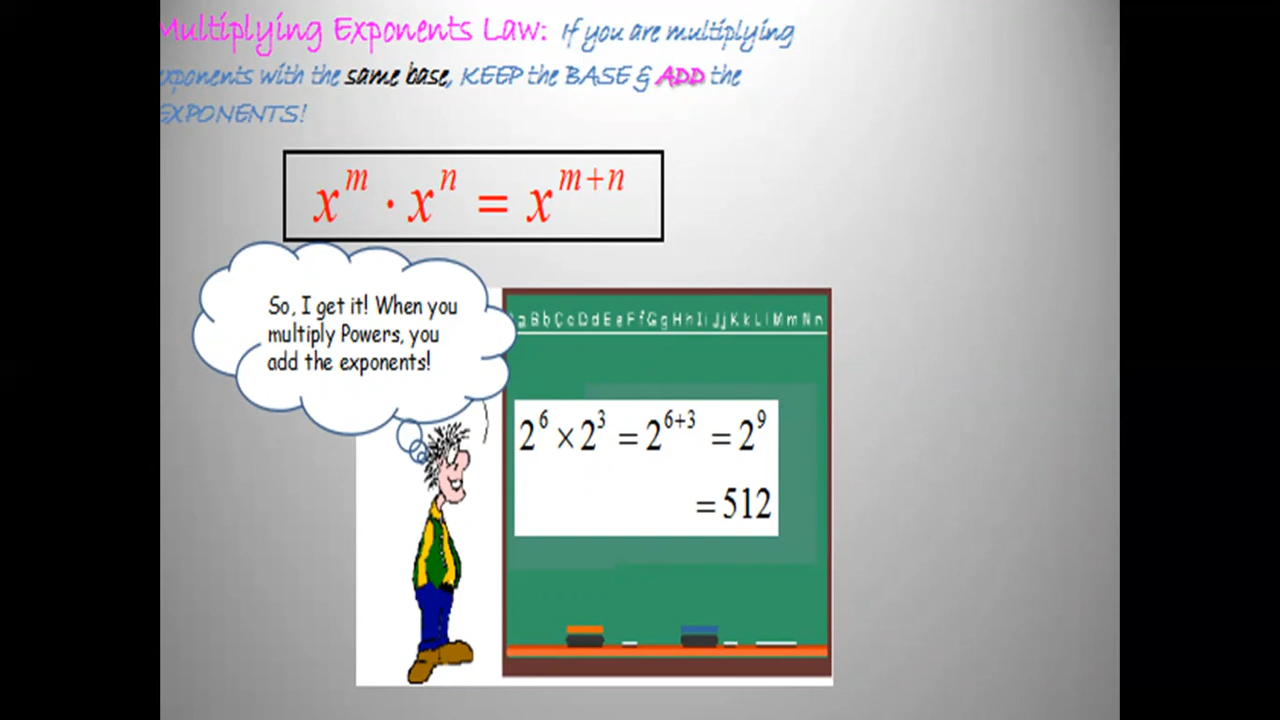 Multiplying Exponents Law: If you are multiplying
exponents with the same base, KEEP the BASE & ADD the
EXPONENTS!
x^m · x^n = x^{m+n}
So, I get it! When you
multiply Powers, you
add the exponents!
AaBbCcDdEeFfGgHhIiJjKkLlMmNn
2^6 × 2^3 = 2^{6+3} = 2^9
= 512